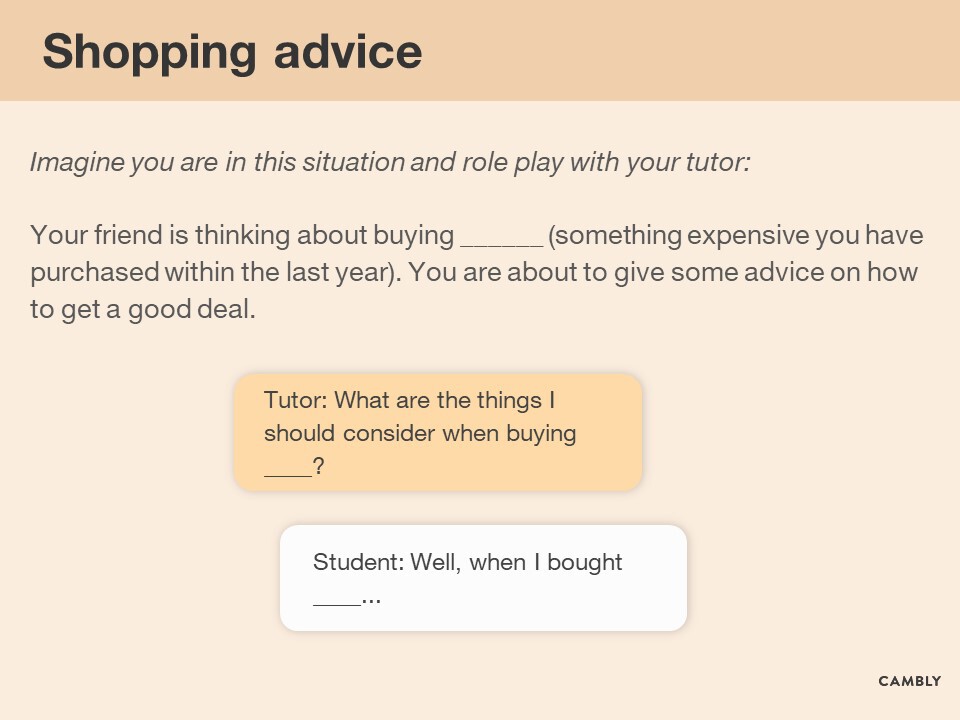 Shopping advice
Imagine you are in this situation and role play with your tutor:
Your friend is thinking about buying ______ (something expensive you have
purchased within the last year). You are about to give some advice on how
to get a good deal.
Tutor: What are the things I
should consider when buying
____?
Student: Well, when I bought
____...
CAMBLY